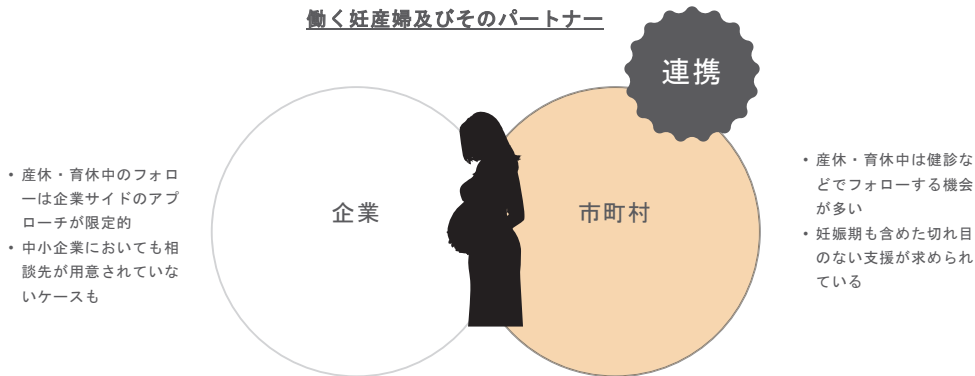 働く妊産婦及びそのパートナー
連携
• 産休・育休中のフォロ
ーは企業サイドのアプ
ローチが限定的
• 中小企業においても相
談先が用意されていな
いケースも
企業
市町村
• 産休・育休中は健診な
どでフォローする機会
が多い
• 妊娠期も含めた切れ目
のない支援が求められ
ている